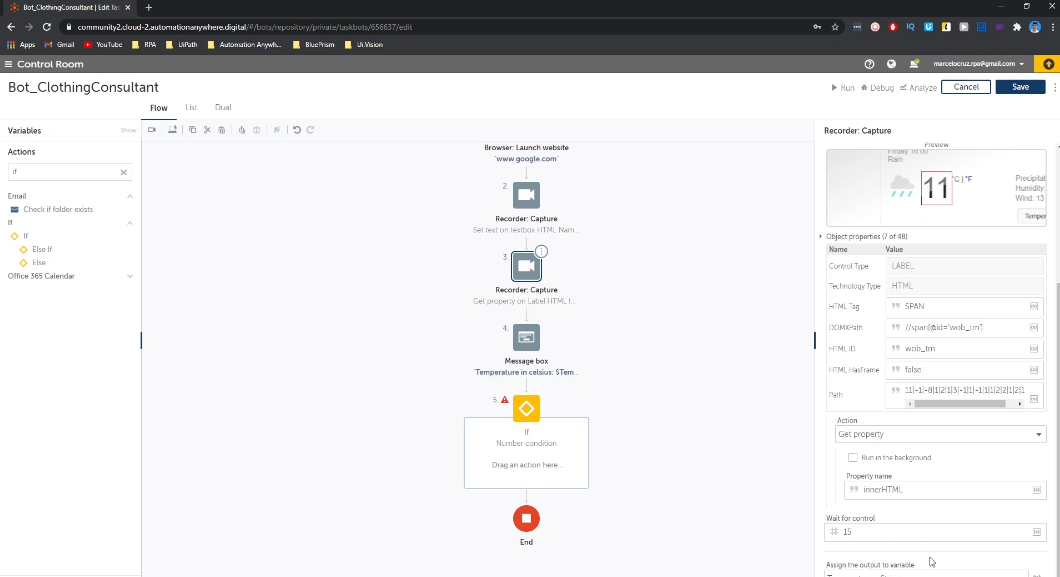 Bot_ClothingConsultant | Edit Tas
community2.cloud-2.automationanywhere.digital/#/bots/repository/private/taskbots/656637/edit
Apps
Gmail
YouTube
RPA
UiPath
Automation Anywh...
BluePrism
Ui.Vision
Control Room
marcelocruz.rpa@gmail.com
Bot_ClothingConsultant
Run
Debug
Analyze
Cancel
Save
Flow
List
Dual
Variables
Show
Actions
if
Email
Check if folder exists
If
If
Else If
Else
Office 365 Calendar
Browser: Launch website
"www.google.com"
2.
Recorder: Capture
Set text on textbox HTML Nam...
3.
Recorder: Capture
Get property on Label HTML I...
4.
Message box
"Temperature in celsius: $Tem...
5.
If
Number condition
Drag an action here...
End
Recorder: Capture
Preview
Friday 16:00
Rain
11
°C | °F
Precipitat
Humidity:
Wind: 13
Temper
Object properties (7 of 48)
Name
Value
Control Type
LABEL
Technology Type
HTML
HTML Tag
SPAN
DOMXPath
//span[@id='wob_tm']
HTML ID
wob_tm
HTML HasFrame
false
Path
11|-1|-8|1|2|1|3|-1|1|-1|1|1|2|2|1|2|1
Action
Get property
Run in the background
Property name
innerHTML
Wait for control
15
Assign the output to variable